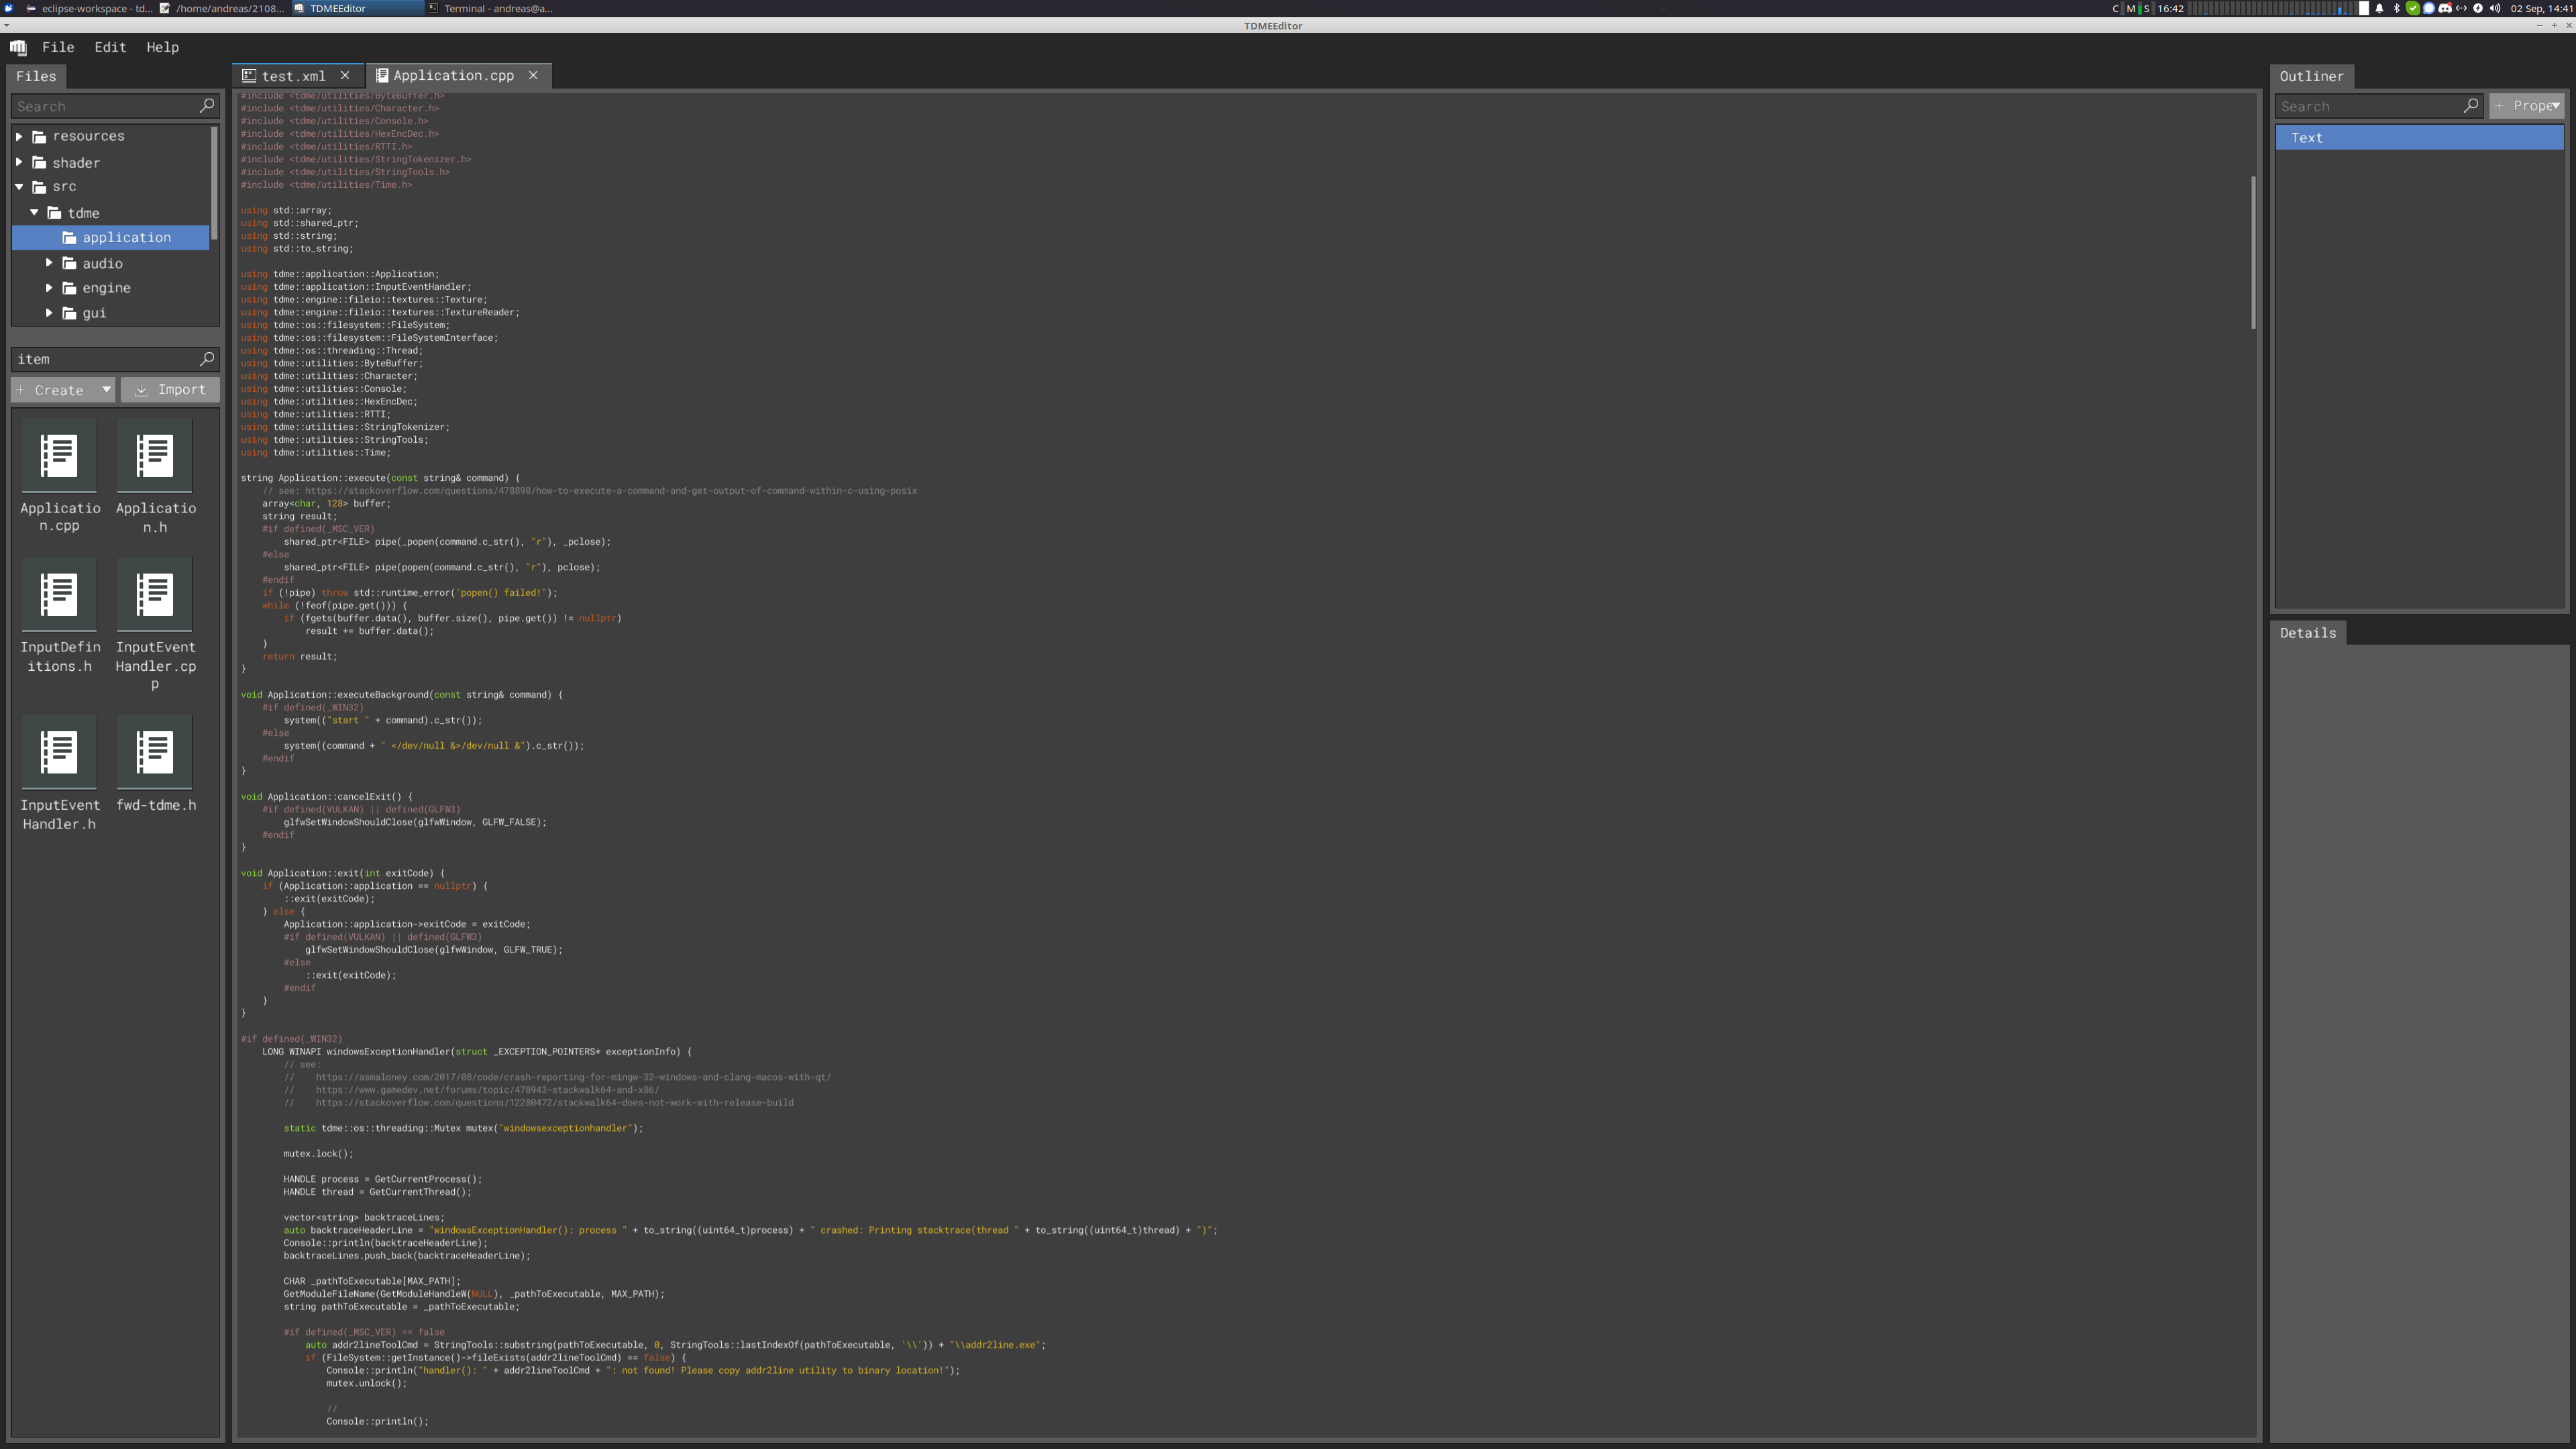 eclipse-workspace - td...
/home/andreas/2108...
TDMEEditor
Terminal - andreas@a...
C M S 16:42
02 Sep, 14:41
TDMEEditor
File Edit Help
Files
Search
resources
shader
src
tdme
application
audio
engine
gui
item
+ Create
Import
Applicatio
n.cpp
Applicatio
n.h
InputDefin
itions.h
InputEvent
Handler.cp
p
InputEvent
Handler.h
fwd-tdme.h
test.xml
Application.cpp
#include <tdme/utilities/ByteBuffer.h>
#include <tdme/utilities/Character.h>
#include <tdme/utilities/Console.h>
#include <tdme/utilities/HexEncDec.h>
#include <tdme/utilities/RTTI.h>
#include <tdme/utilities/StringTokenizer.h>
#include <tdme/utilities/StringTools.h>
#include <tdme/utilities/Time.h>
using std::array;
using std::shared_ptr;
using std::string;
using std::to_string;
using tdme::application::Application;
using tdme::application::InputEventHandler;
using tdme::engine::fileio::textures::Texture;
using tdme::engine::fileio::textures::TextureReader;
using tdme::os::filesystem::FileSystem;
using tdme::os::filesystem::FileSystemInterface;
using tdme::os::threading::Thread;
using tdme::utilities::ByteBuffer;
using tdme::utilities::Character;
using tdme::utilities::Console;
using tdme::utilities::HexEncDec;
using tdme::utilities::RTTI;
using tdme::utilities::StringTokenizer;
using tdme::utilities::StringTools;
using tdme::utilities::Time;
string Application::execute(const string& command) {
// see: https://stackoverflow.com/questions/478898/how-to-execute-a-command-and-get-output-of-command-within-c-using-posix
array<char, 128> buffer;
string result;
#if defined(_MSC_VER)
shared_ptr<FILE> pipe(_popen(command.c_str(), "r"), _pclose);
#else
shared_ptr<FILE> pipe(popen(command.c_str(), "r"), pclose);
#endif
if (!pipe) throw std::runtime_error("popen() failed!");
while (!feof(pipe.get())) {
if (fgets(buffer.data(), buffer.size(), pipe.get()) != nullptr)
result += buffer.data();
}
return result;
}
void Application::executeBackground(const string& command) {
#if defined(_WIN32)
system(("start " + command).c_str());
#else
system((command + " </dev/null &>/dev/null &").c_str());
#endif
}
void Application::cancelExit() {
#if defined(VULKAN) || defined(GLFW3)
glfwSetWindowShouldClose(glfwWindow, GLFW_FALSE);
#endif
}
void Application::exit(int exitCode) {
if (Application::application == nullptr) {
::exit(exitCode);
} else {
Application::application->exitCode = exitCode;
#if defined(VULKAN) || defined(GLFW3)
glfwSetWindowShouldClose(glfwWindow, GLFW_TRUE);
#else
::exit(exitCode);
#endif
}
}
#if defined(_WIN32)
LONG WINAPI windowsExceptionHandler(struct _EXCEPTION_POINTERS* exceptionInfo) {
// see:
// https://asmaloney.com/2017/08/code/crash-reporting-for-mingw-32-windows-and-clang-macos-with-qt/
// https://www.gamedev.net/forums/topic/478943-stackwalk64-and-x86/
// https://stackoverflow.com/questions/12280472/stackwalk64-does-not-work-with-release-build
static tdme::os::threading::Mutex mutex("windowsexceptionhandler");
mutex.lock();
HANDLE process = GetCurrentProcess();
HANDLE thread = GetCurrentThread();
vector<string> backtraceLines;
auto backtraceHeaderLine = "windowsExceptionHandler(): process " + to_string((uint64_t)process) + " crashed: Printing stacktrace(thread " + to_string((uint64_t)thread) + ")";
Console::println(backtraceHeaderLine);
backtraceLines.push_back(backtraceHeaderLine);
CHAR _pathToExecutable[MAX_PATH];
GetModuleFileName(GetModuleHandleW(NULL), _pathToExecutable, MAX_PATH);
string pathToExecutable = _pathToExecutable;
#if defined(_MSC_VER) == false
auto addr2lineToolCmd = StringTools::substring(pathToExecutable, 0, StringTools::lastIndexOf(pathToExecutable, '\\')) + "\\addr2line.exe";
if (FileSystem::getInstance()->fileExists(addr2lineToolCmd) == false) {
Console::println("handler(): " + addr2lineToolCmd + ": not found! Please copy addr2line utility to binary location!");
mutex.unlock();
//
Console::println();
Outliner
Search
+ Prope
Text
Details